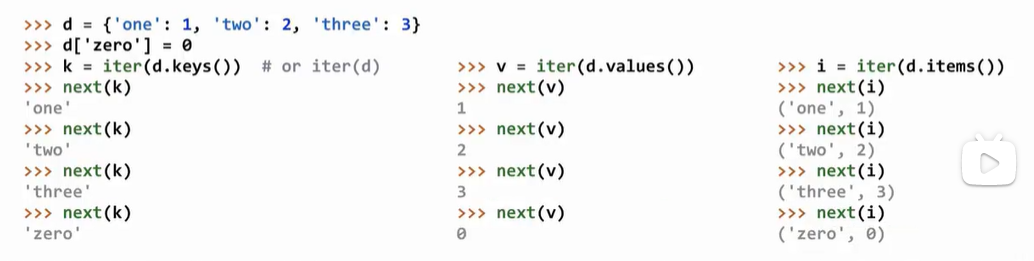 >>> d = {'one': 1, 'two': 2, 'three': 3}
>>> d['zero'] = 0
>>> k = iter(d.keys())  # or iter(d)
>>> next(k)
'one'
>>> next(k)
'two'
>>> next(k)
'three'
>>> next(k)
'zero'
>>> v = iter(d.values())
>>> next(v)
1
>>> next(v)
2
>>> next(v)
3
>>> next(v)
0
>>> i = iter(d.items())
>>> next(i)
('one', 1)
>>> next(i)
('two', 2)
>>> next(i)
('three', 3)
>>> next(i)
('zero', 0)